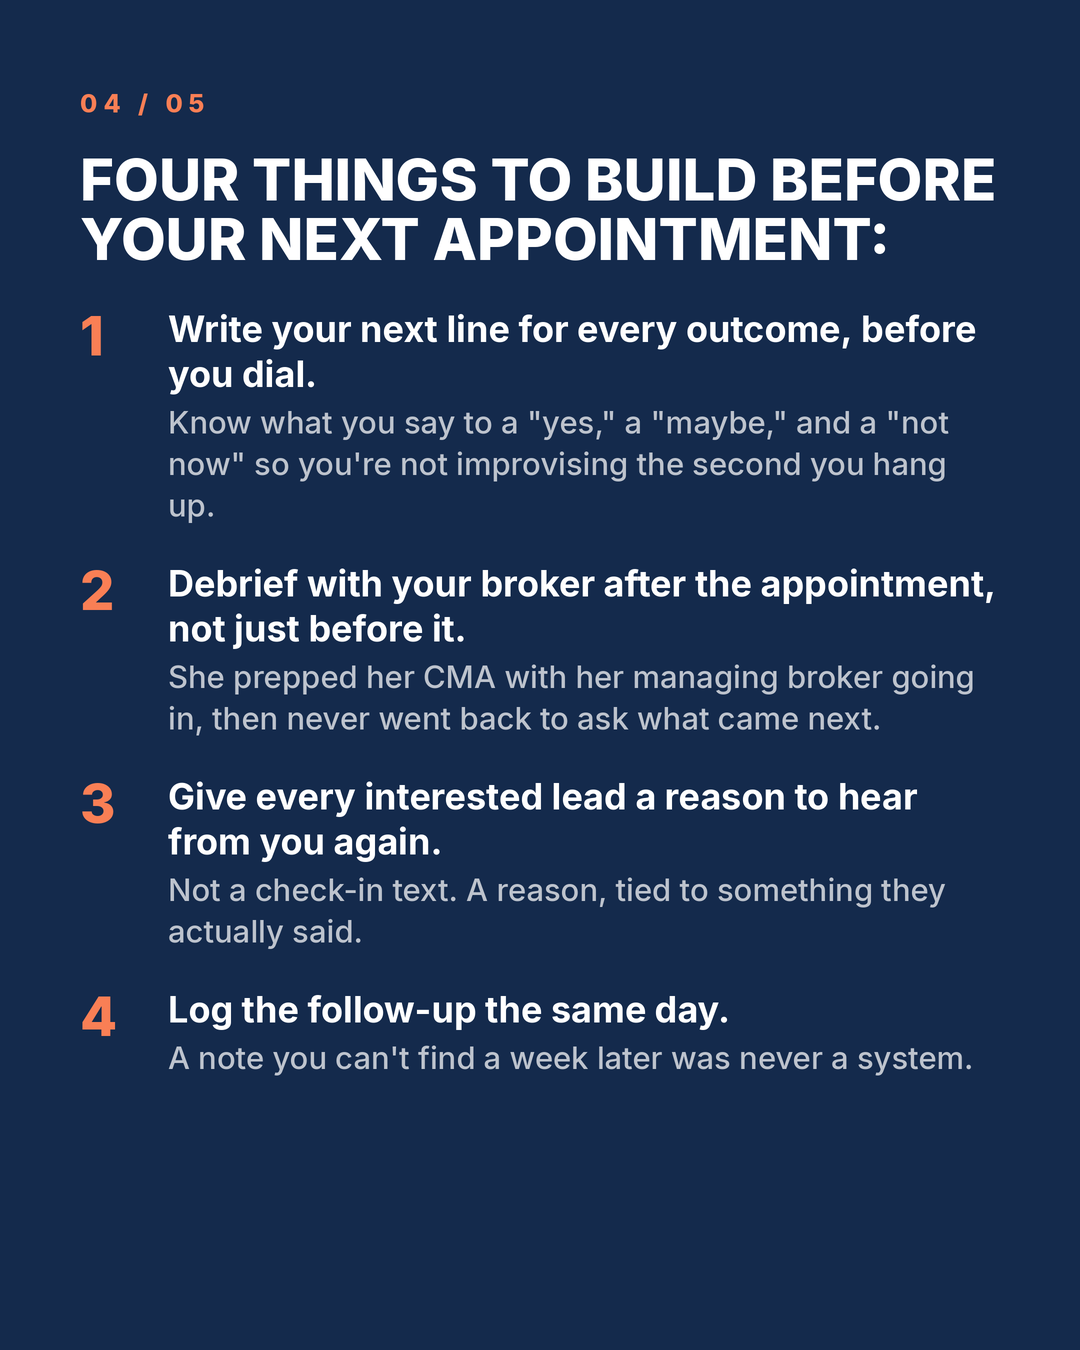 04 / 05
FOUR THINGS TO BUILD BEFORE
YOUR NEXT APPOINTMENT:
1
Write your next line for every outcome, before
you dial.
Know what you say to a "yes," a "maybe," and a "not
now" so you're not improvising the second you hang
up.
2
Debrief with your broker after the appointment,
not just before it.
She prepped her CMA with her managing broker going
in, then never went back to ask what came next.
3
Give every interested lead a reason to hear
from you again.
Not a check-in text. A reason, tied to something they
actually said.
4
Log the follow-up the same day.
A note you can't find a week later was never a system.